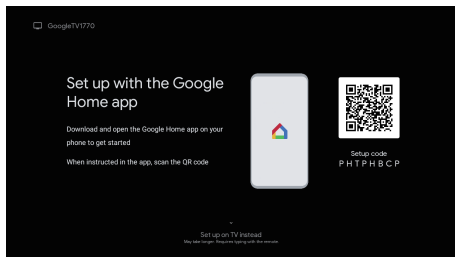 GoogleTV1770
Set up with the Google
Home app
Download and open the Google Home app on your
phone to get started
When instructed in the app, scan the QR code
Setup code
P H T P H B C P
Set up on TV instead
May take longer. Requires typing with the remote.